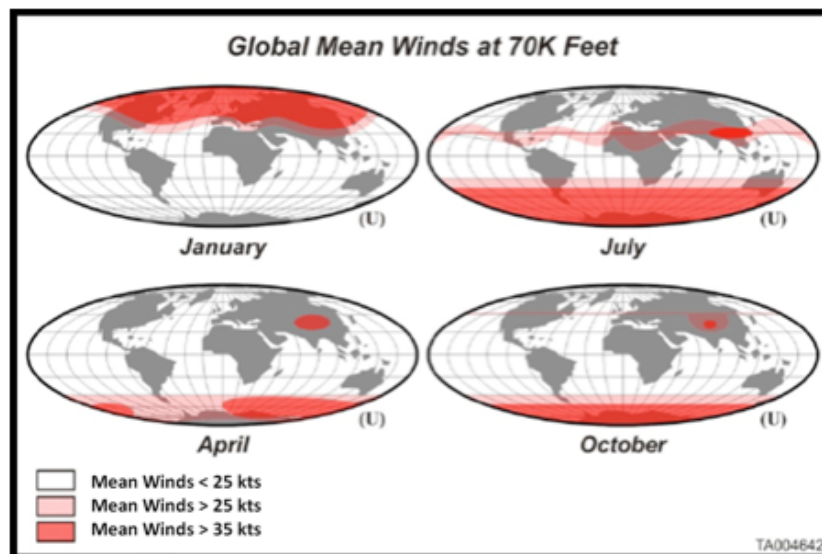 Global Mean Winds at 70K Feet
(U)
January
(U)
July
(U)
April
(U)
October
Mean Winds < 25 kts
Mean Winds > 25 kts
Mean Winds > 35 kts
TA004642